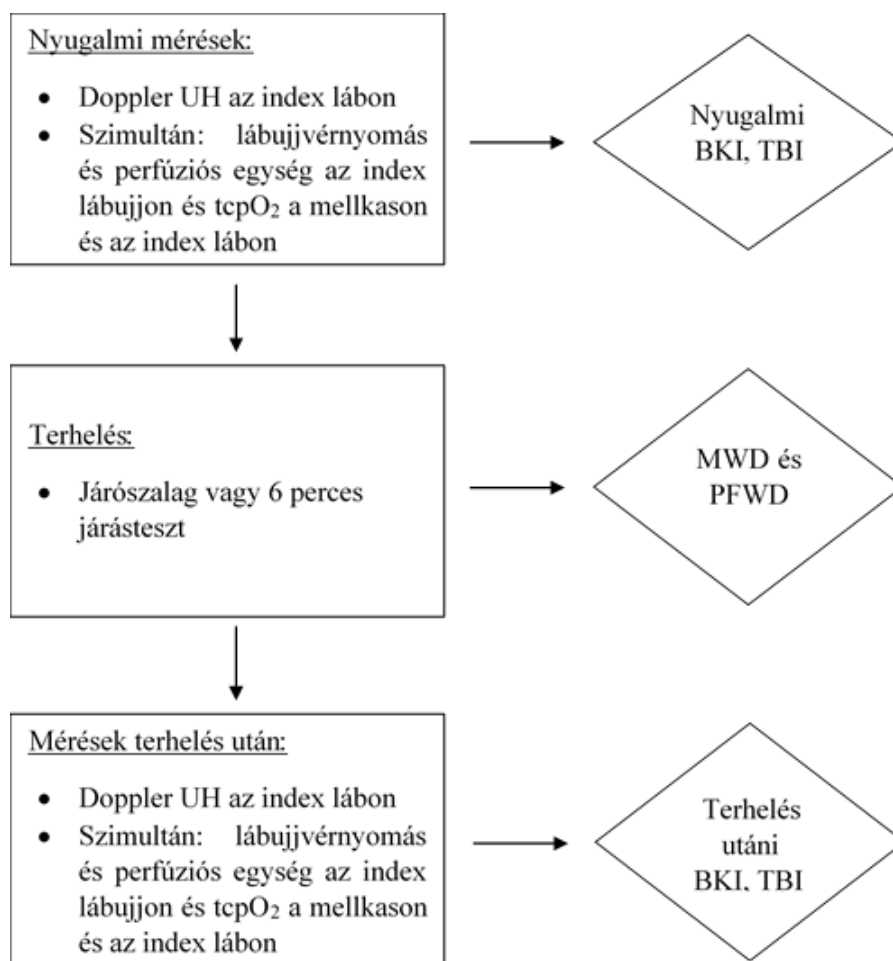 Nyugalmi mérések:
• Doppler UH az index lábon
• Szimultán: lábujjvérnyomás
és perfúziós egység az index
lábujjon és tcpO₂ a mellkason
és az index lábon
Nyugalmi
BKI, TBI
Terhelés:
• Járószalag vagy 6 perces
járásteszt
MWD és
PFWD
Mérések terhelés után:
• Doppler UH az index lábon
• Szimultán: lábujjvérnyomás
és perfúziós egység az index
lábujjon és tcpO₂ a mellkason
és az index lábon
Terhelés
utáni
BKI, TBI